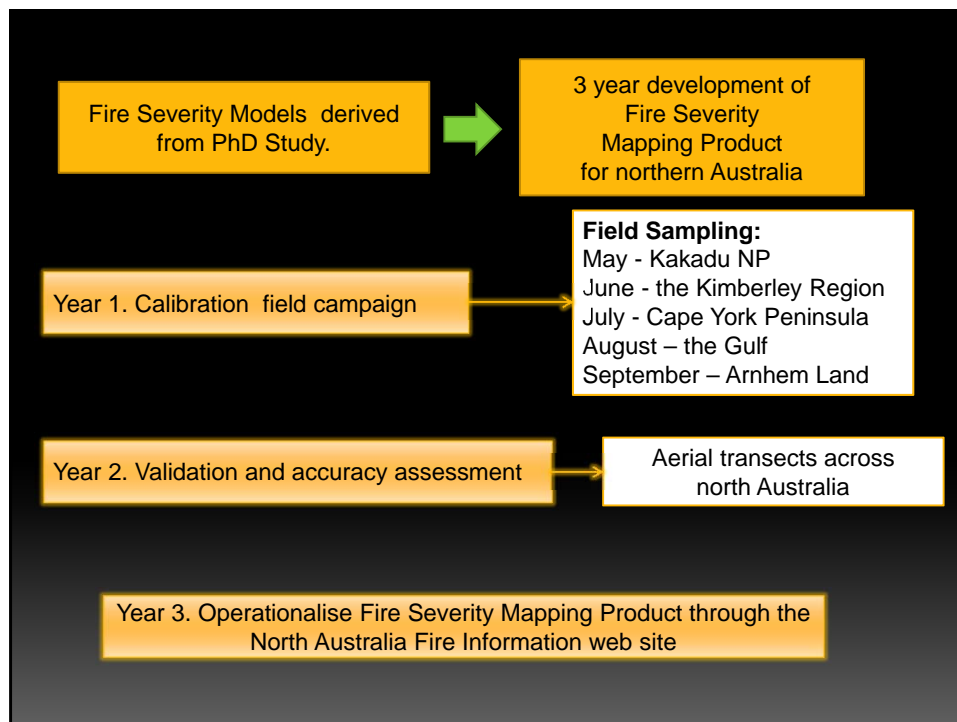 Fire Severity Models  derived
from PhD Study.
3 year development of
Fire Severity
Mapping Product
for northern Australia
Year 1. Calibration  field campaign
Field Sampling:
May - Kakadu NP
June - the Kimberley Region
July - Cape York Peninsula
August – the Gulf
September – Arnhem Land
Year 2. Validation and accuracy assessment
Aerial transects across
north Australia
Year 3. Operationalise Fire Severity Mapping Product through the
North Australia Fire Information web site